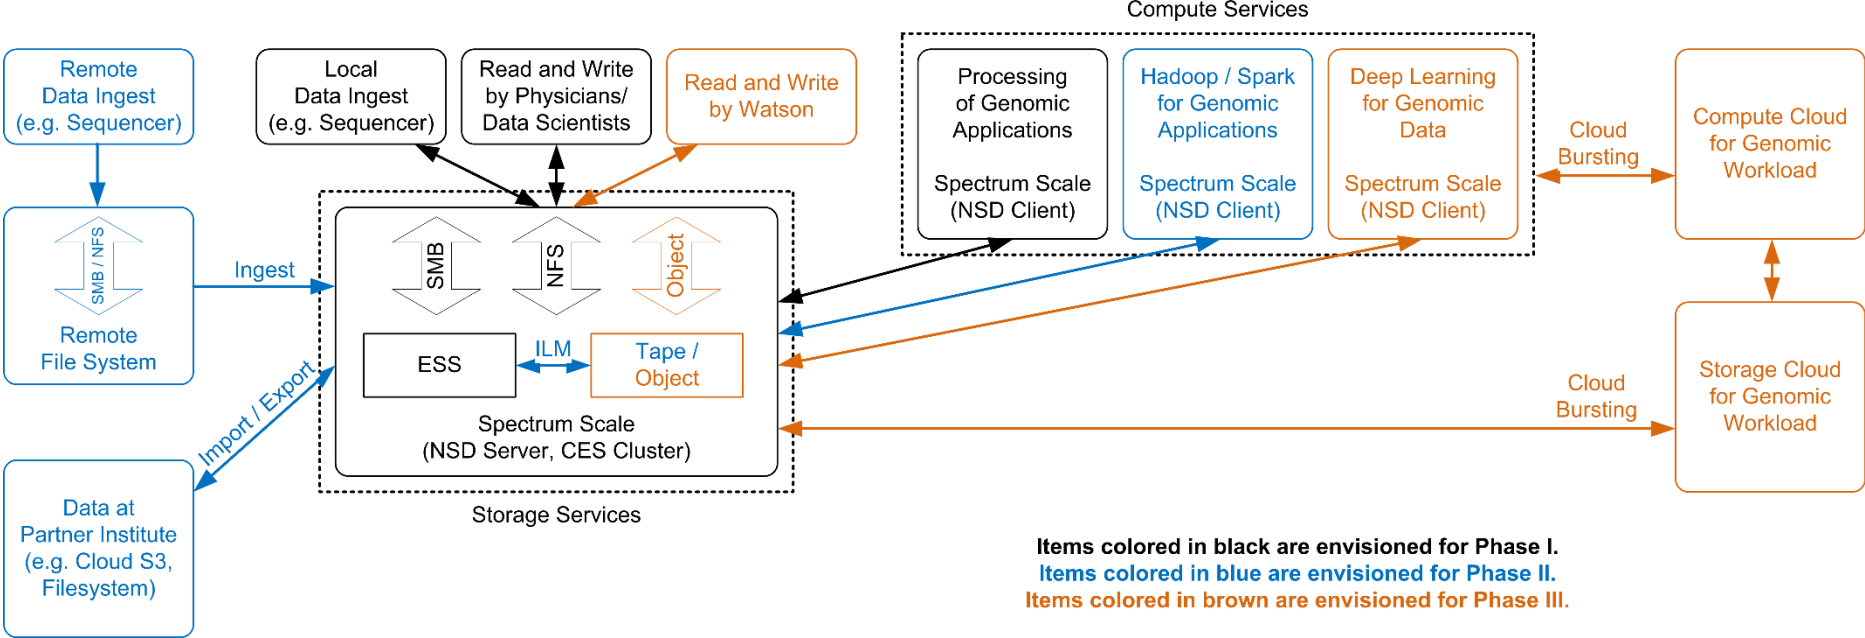 Compute Services
Remote
Data Ingest
(e.g. Sequencer)
Local
Data Ingest
(e.g. Sequencer)
Read and Write
by Physicians/
Data Scientists
Read and Write
by Watson
Processing
of Genomic
Applications
Spectrum Scale
(NSD Client)
Hadoop / Spark
for Genomic
Applications
Spectrum Scale
(NSD Client)
Deep Learning
for Genomic
Data
Spectrum Scale
(NSD Client)
Cloud
Bursting
Compute Cloud
for Genomic
Workload
SMB / NFS
Remote
File System
Ingest
SMB
NFS
Object
ESS
ILM
Tape /
Object
Spectrum Scale
(NSD Server, CES Cluster)
Storage Services
Import / Export
Data at
Partner Institute
(e.g. Cloud S3,
Filesystem)
Cloud
Bursting
Storage Cloud
for Genomic
Workload
Items colored in black are envisioned for Phase I.
Items colored in blue are envisioned for Phase II.
Items colored in brown are envisioned for Phase III.